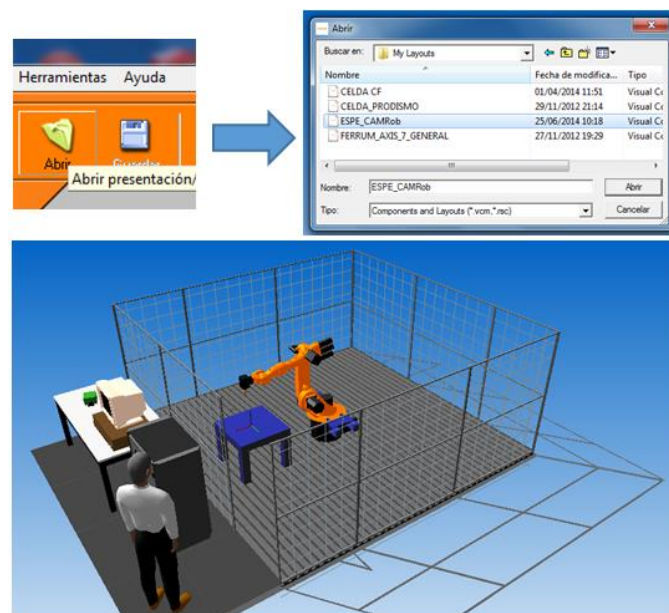 Herramientas Ayuda
Abrir Guardar
Abrir presentación/
Abrir
Buscar en: My Layouts
Nombre Fecha de modifica... Tipo
CELDA CF 01/04/2014 11:51 Visual Co
CELDA_PRODISMO 29/11/2012 21:14 Visual Co
ESPE_CAMRob 25/06/2014 10:18 Visual Co
FERRUM_AXIS_7_GENERAL 27/11/2012 19:29 Visual Co
Nombre: ESPE_CAMRob Abrir
Tipo: Components and Layouts (*.vcm,*.rsc) Cancelar